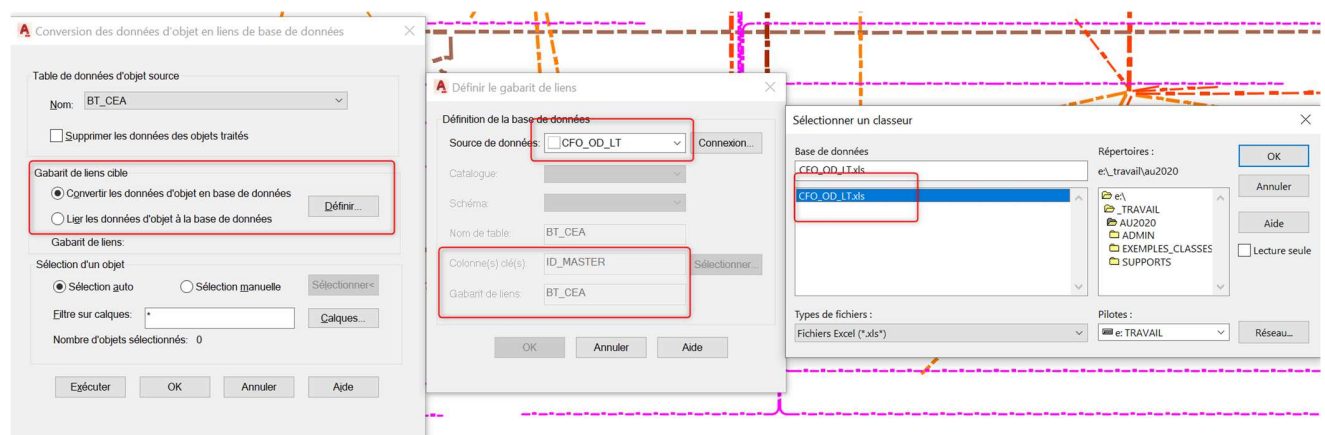 Conversion des données d'objet en liens de base de données
Table de données d'objet source
Nom: BT_CEA
Supprimer les données des objets traités
Gabarit de liens cible
Convertir les données d'objet en base de données
Définir...
Lier les données d'objet à la base de données
Gabarit de liens:
Sélection d'un objet
Sélection auto Sélection manuelle Sélectionner<
Filtre sur calques: * Calques...
Nombre d'objets sélectionnés: 0
Exécuter OK Annuler Aide
Définir le gabarit de liens
Définition de la base de données
Source de données: CFO_OD_LT Connexion...
Catalogue:
Schéma:
Nom de table: BT_CEA
Colonne(s) clé(s): ID_MASTER Sélectionner...
Gabarit de liens: BT_CEA
OK Annuler Aide
Sélectionner un classeur
Base de données Répertoires :
CFO_OD_LT.xls e:\_travail\au2020 OK
CFO_OD_LT.xls e:\ Annuler
_TRAVAIL
AU2020 Aide
ADMIN
EXEMPLES_CLASSES Lecture seule
SUPPORTS
Types de fichiers : Pilotes :
Fichiers Excel (*.xls*) e: TRAVAIL Réseau...